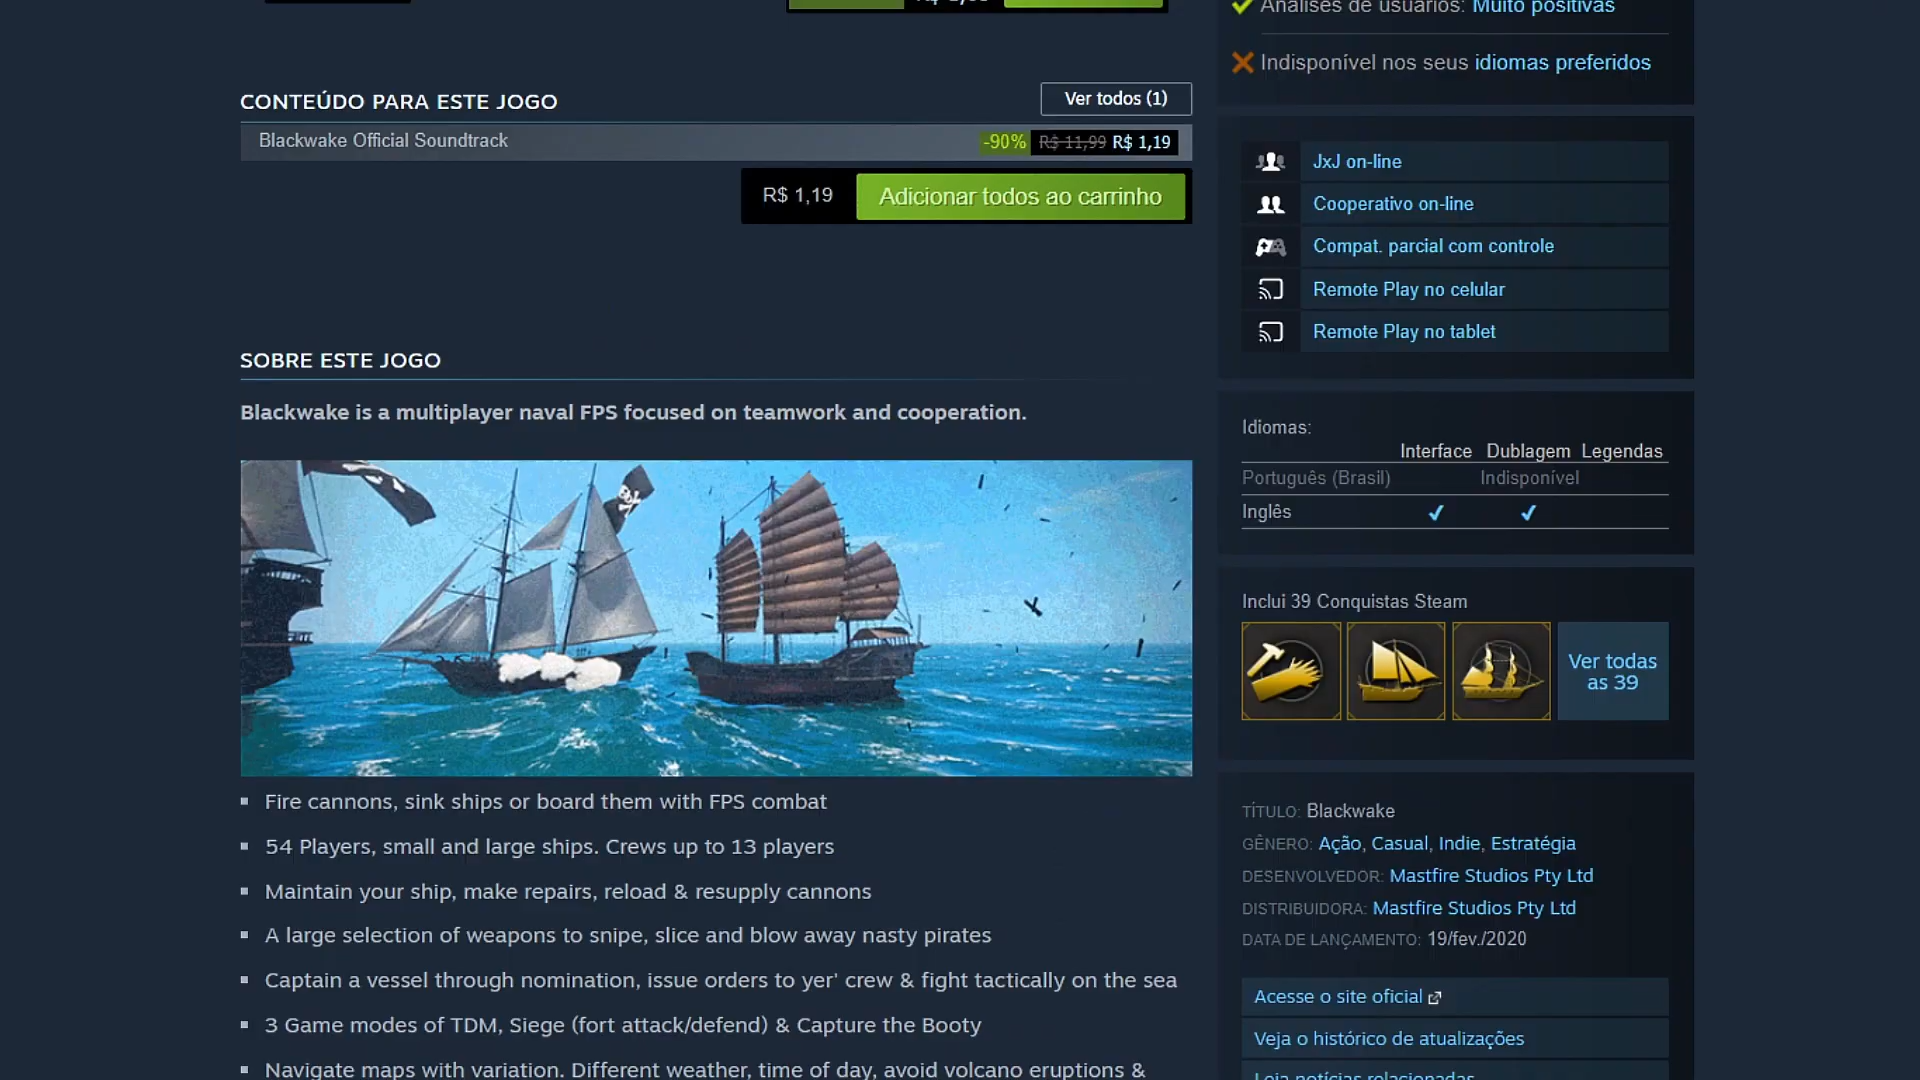 Análises de usuários: Muito positivas
Indisponível nos seus idiomas preferidos
CONTEÚDO PARA ESTE JOGO
Ver todos (1)
Blackwake Official Soundtrack
-90% R$ 11,99 R$ 1,19
R$ 1,19
Adicionar todos ao carrinho
SOBRE ESTE JOGO
Blackwake is a multiplayer naval FPS focused on teamwork and cooperation.
Fire cannons, sink ships or board them with FPS combat
54 Players, small and large ships. Crews up to 13 players
Maintain your ship, make repairs, reload & resupply cannons
A large selection of weapons to snipe, slice and blow away nasty pirates
Captain a vessel through nomination, issue orders to yer' crew & fight tactically on the sea
3 Game modes of TDM, Siege (fort attack/defend) & Capture the Booty
Navigate maps with variation. Different weather, time of day, avoid volcano eruptions &
JxJ on-line
Cooperativo on-line
Compat. parcial com controle
Remote Play no celular
Remote Play no tablet
Idiomas:
Interface Dublagem Legendas
Português (Brasil) Indisponível
Inglês ✔ ✔
Inclui 39 Conquistas Steam
Ver todas
as 39
TÍTULO: Blackwake
GÊNERO: Ação, Casual, Indie, Estratégia
DESENVOLVEDOR: Mastfire Studios Pty Ltd
DISTRIBUIDORA: Mastfire Studios Pty Ltd
DATA DE LANÇAMENTO: 19/fev./2020
Acesse o site oficial
Veja o histórico de atualizações
Leia notícias relacionadas